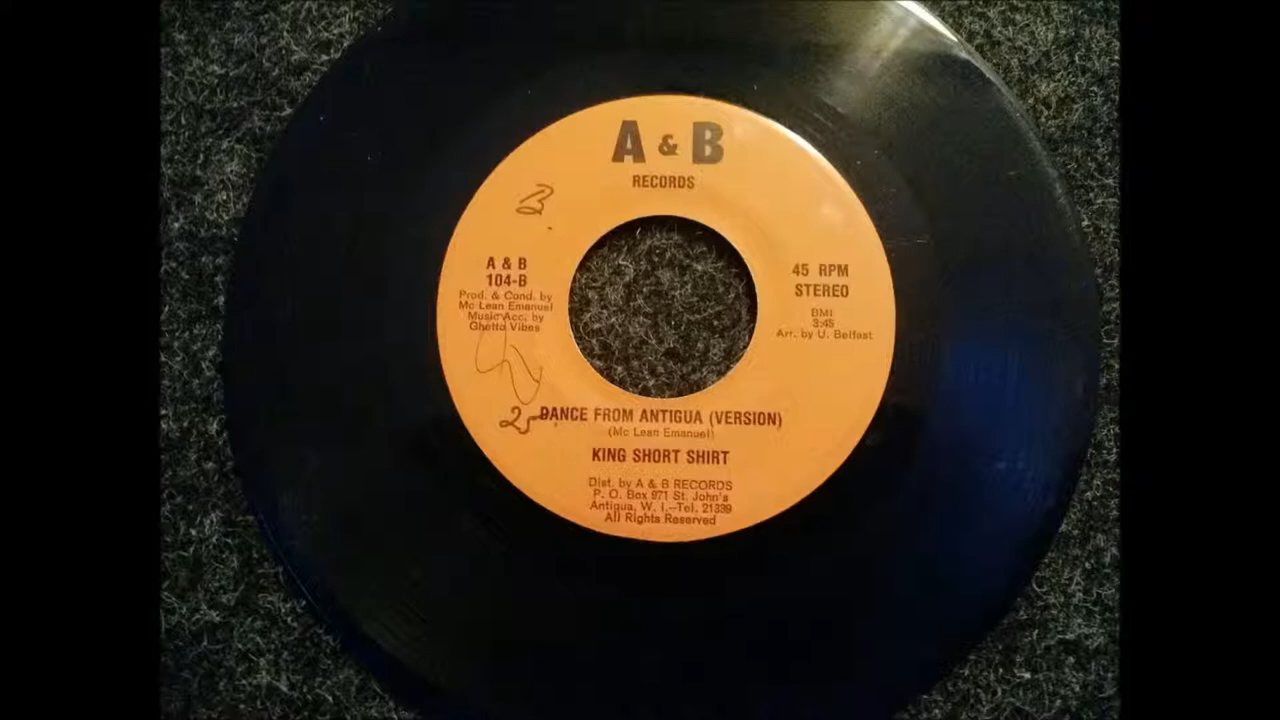 A & B
RECORDS
A & B
104-B
Prod. & Cond. by
Mc Lean Emanuel
Music Acc. by
Ghetto Vibes
45 RPM
STEREO
BMI
3:45
Arr. by U. Belfast
DANCE FROM ANTIGUA (VERSION)
(Mc Lean Emanuel)
KING SHORT SHIRT
Dist. by A & B RECORDS
P. O. Box 971 St. John's
Antigua, W. I.–Tel. 21339
All Rights Reserved